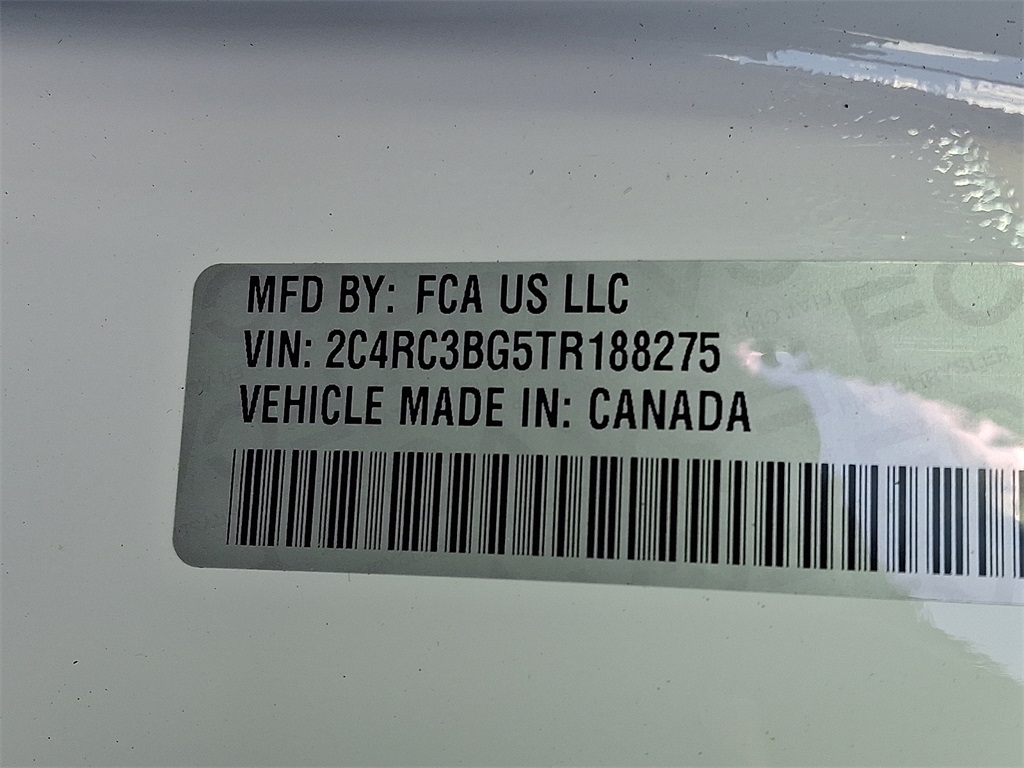 MFD BY: FCA US LLC
VIN: 2C4RC3BG5TR188275
VEHICLE MADE IN: CANADA